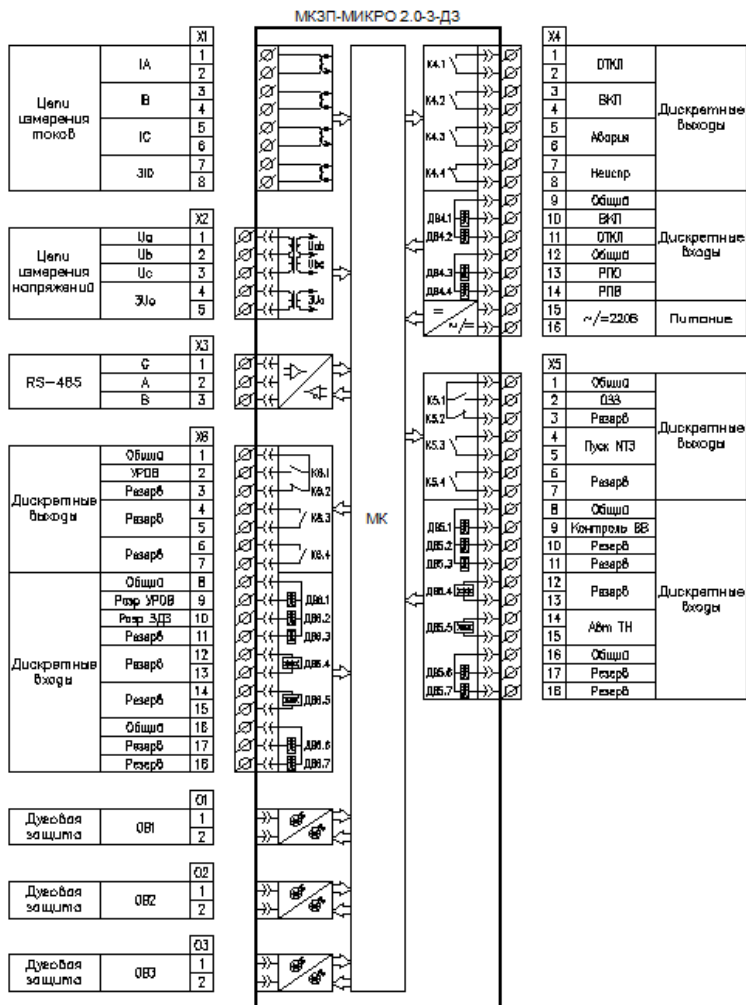 МКЗП-МИКРО 2.0-3-ДЗ
X1
Цепи измерения токов
IA
1
2
IB
3
4
IC
5
6
3I0
7
8
X2
Цепи измерения напряжений
Ua 1
Ub 2
Uc 3
3Uo
4
5
Uab
Ubc
3Uo
X3
RS-485
G 1
A 2
B 3
X6
Дискретные выходы
Общий 1
УРОВ 2
Резерв 3
Резерв
4
5
Резерв
6
7
K6.1
K6.2
K6.3
K6.4
Дискретные входы
Общий 8
Разр УРОВ 9
Разр ЗДЗ 10
Резерв 11
Резерв
12
13
Резерв
14
15
Общий 16
Резерв 17
Резерв 18
ДВ6.1
ДВ6.2
ДВ6.3
ДВ6.4
ДВ6.5
ДВ6.6
ДВ6.7
O1
Дуговая защита
ОВ1
1
2
O2
Дуговая защита
ОВ2
1
2
O3
Дуговая защита
ОВ3
1
2
МК
X4
K4.1
K4.2
K4.3
K4.4
1
2
ОТКЛ
3
4
ВКЛ
5
6
Авария
7
8
Неиспр
Дискретные выходы
ДВ4.1
ДВ4.2
ДВ4.3
ДВ4.4
9 Общий
10 ВКЛ
11 ОТКЛ
12 Общий
13 РПО
14 РПВ
Дискретные входы
=
~/=
15
16
~/=220В
Питание
X5
K5.1
K5.2
K5.3
K5.4
1 Общий
2 ОЗЗ
3 Резерв
4
5
Пуск МТЗ
6
7
Резерв
Дискретные выходы
ДВ5.1
ДВ5.2
ДВ5.3
ДВ5.4
ДВ5.5
ДВ5.6
ДВ5.7
8 Общий
9 Контроль ВВ
10 Резерв
11 Резерв
12
13
Резерв
14
15
Авт ТН
16 Общий
17 Резерв
18 Резерв
Дискретные входы